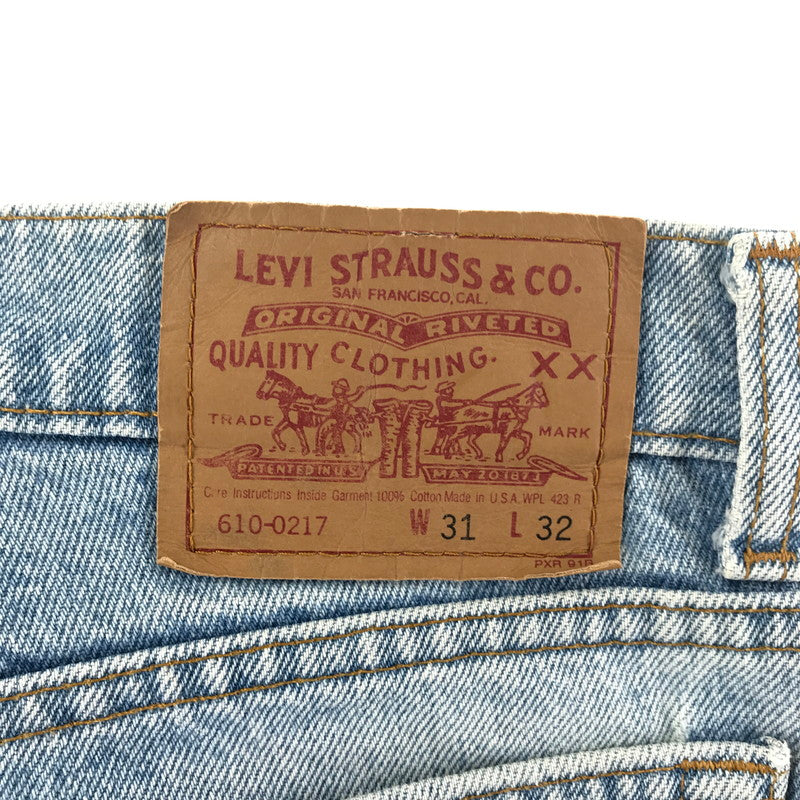 LEVI STRAUSS & CO.
SAN FRANCISCO, CAL.
ORIGINAL RIVETED
QUALITY CLOTHING. XX
TRADE MARK
PATENTED IN U.S. MAY 20 1873
Care Instructions Inside Garment 100% Cotton Made in U.S.A. WPL 423 R
610-0217 W 31 L 32
PXR